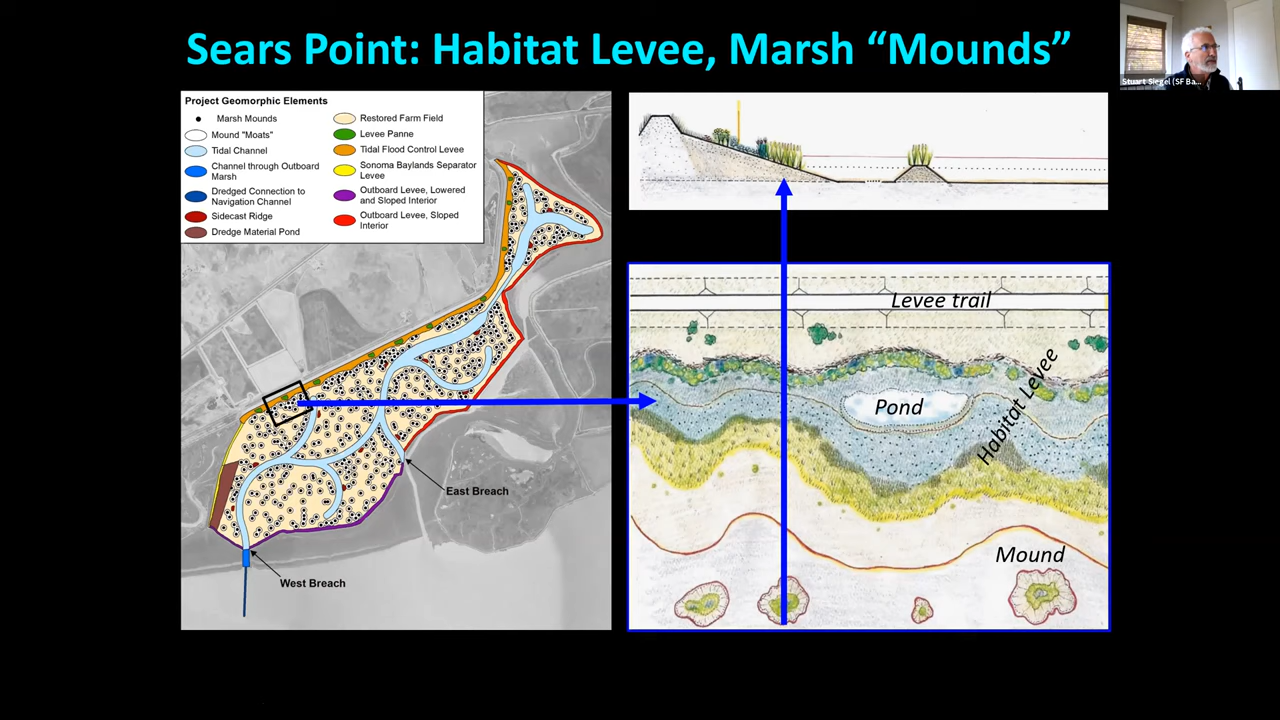 Sears Point: Habitat Levee, Marsh “Mounds”
Stuart Siegel (SF Ba...
Project Geomorphic Elements
Marsh Mounds
Mound "Moats"
Tidal Channel
Channel through Outboard
Marsh
Dredged Connection to
Navigation Channel
Sidecast Ridge
Dredge Material Pond
Restored Farm Field
Levee Panne
Tidal Flood Control Levee
Sonoma Baylands Separator
Levee
Outboard Levee, Lowered
and Sloped Interior
Outboard Levee, Sloped
Interior
East Breach
West Breach
Levee trail
Pond
Habitat Levee
Mound